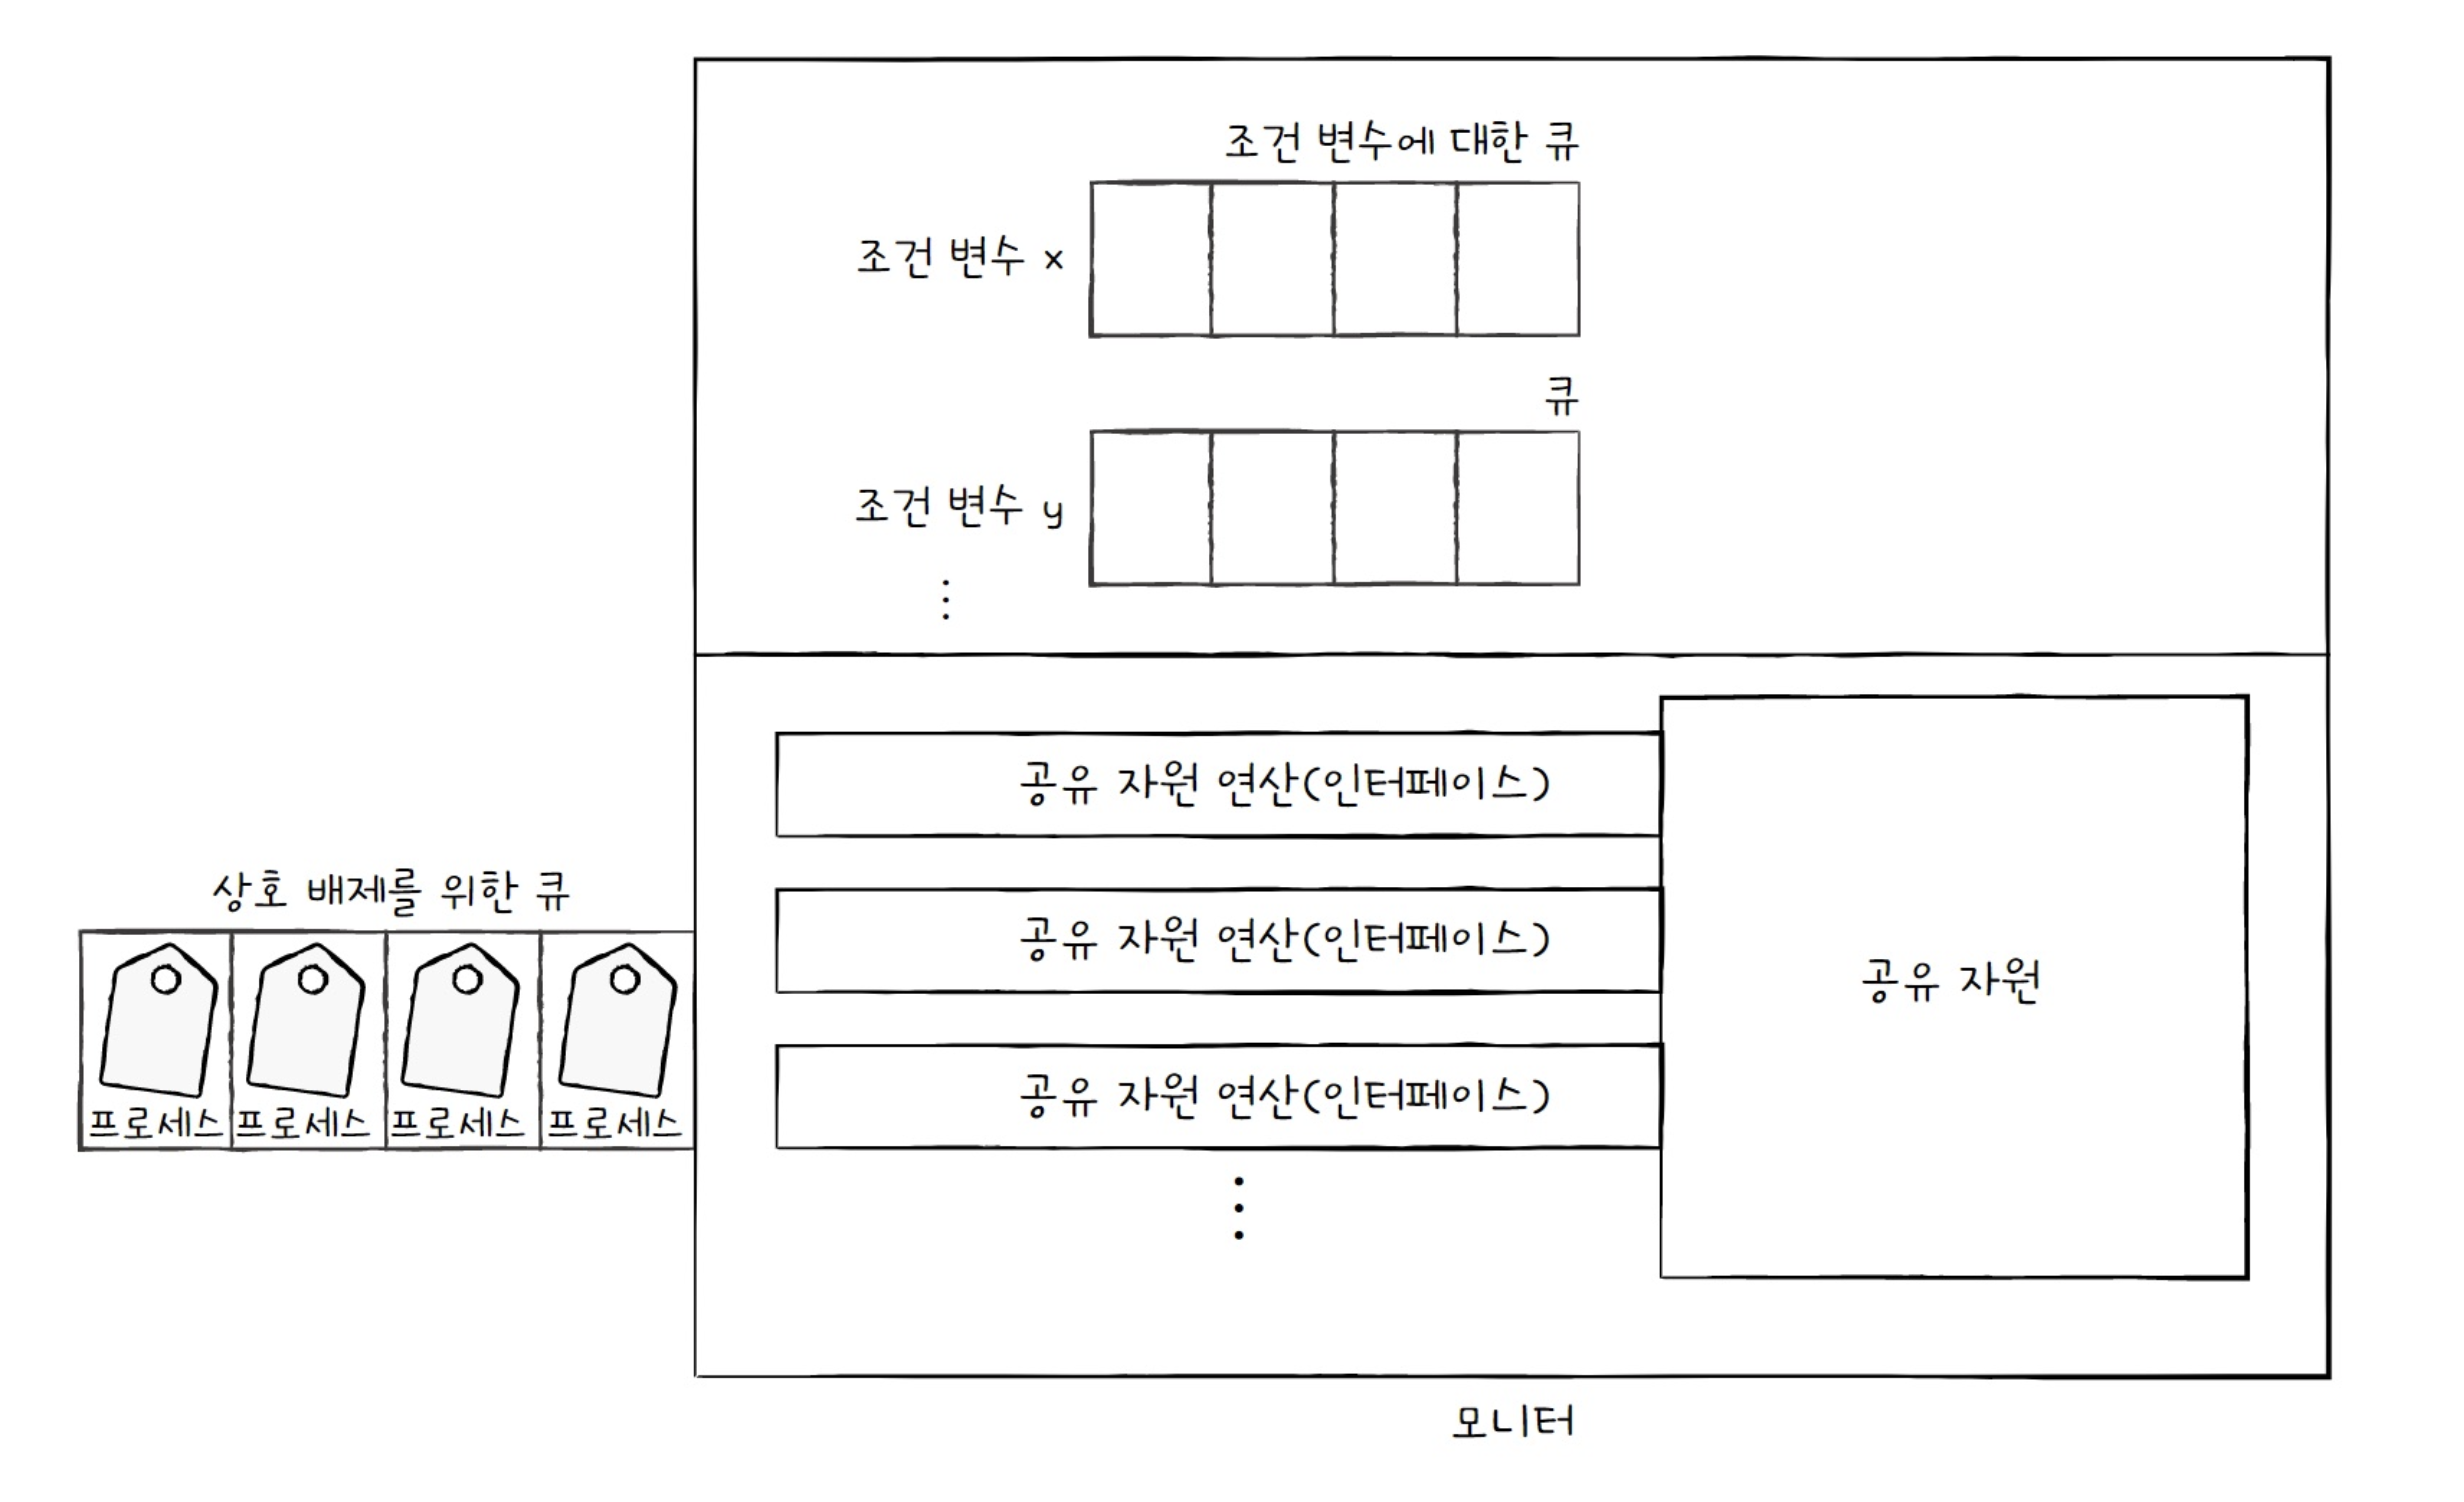 조건 변수에 대한 큐
조건 변수 x
큐
조건 변수 y
⋮
공유 자원 연산(인터페이스)
상호 배제를 위한 큐
공유 자원 연산(인터페이스)
공유 자원
공유 자원 연산(인터페이스)
프로세스 프로세스 프로세스 프로세스
⋮
모니터